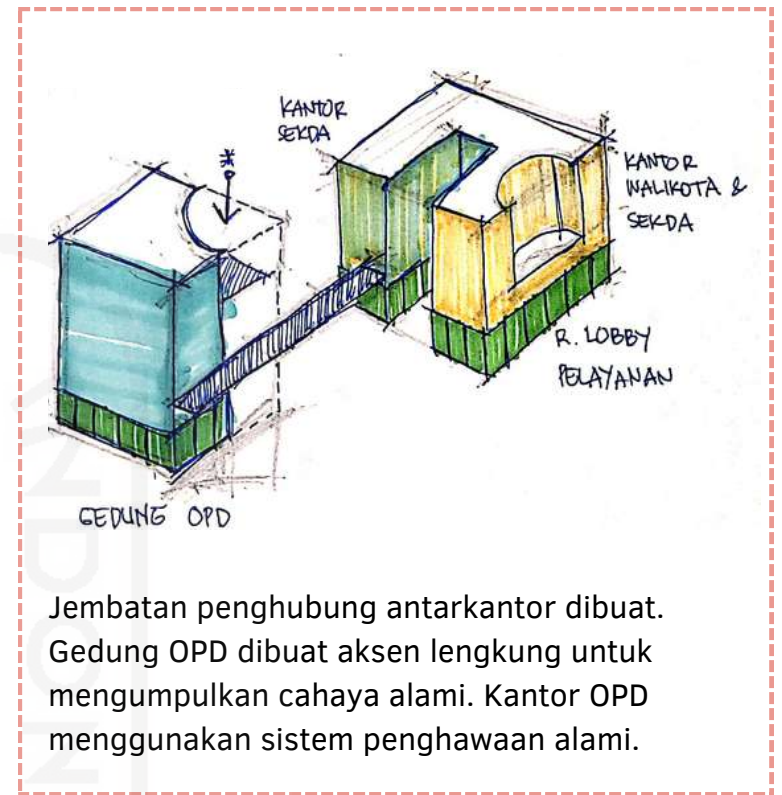 KANTOR
SEKDA
KANTOR
WALIKOTA &
SEKDA
R. LOBBY
PELAYANAN
GEDUNG OPD
Jembatan penghubung antarkantor dibuat.
Gedung OPD dibuat aksen lengkung untuk
mengumpulkan cahaya alami. Kantor OPD
menggunakan sistem penghawaan alami.